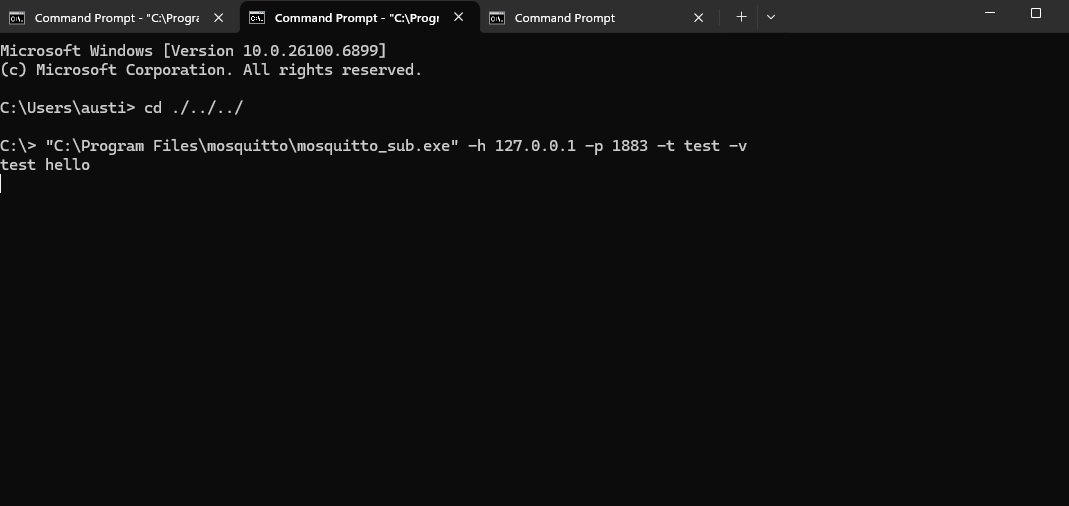 Command Prompt - "C:\Progra
Command Prompt - "C:\Progr
Command Prompt
Microsoft Windows [Version 10.0.26100.6899]
(c) Microsoft Corporation. All rights reserved.
C:\Users\austi> cd ./../../
C:\> "C:\Program Files\mosquitto\mosquitto_sub.exe" -h 127.0.0.1 -p 1883 -t test -v
test hello